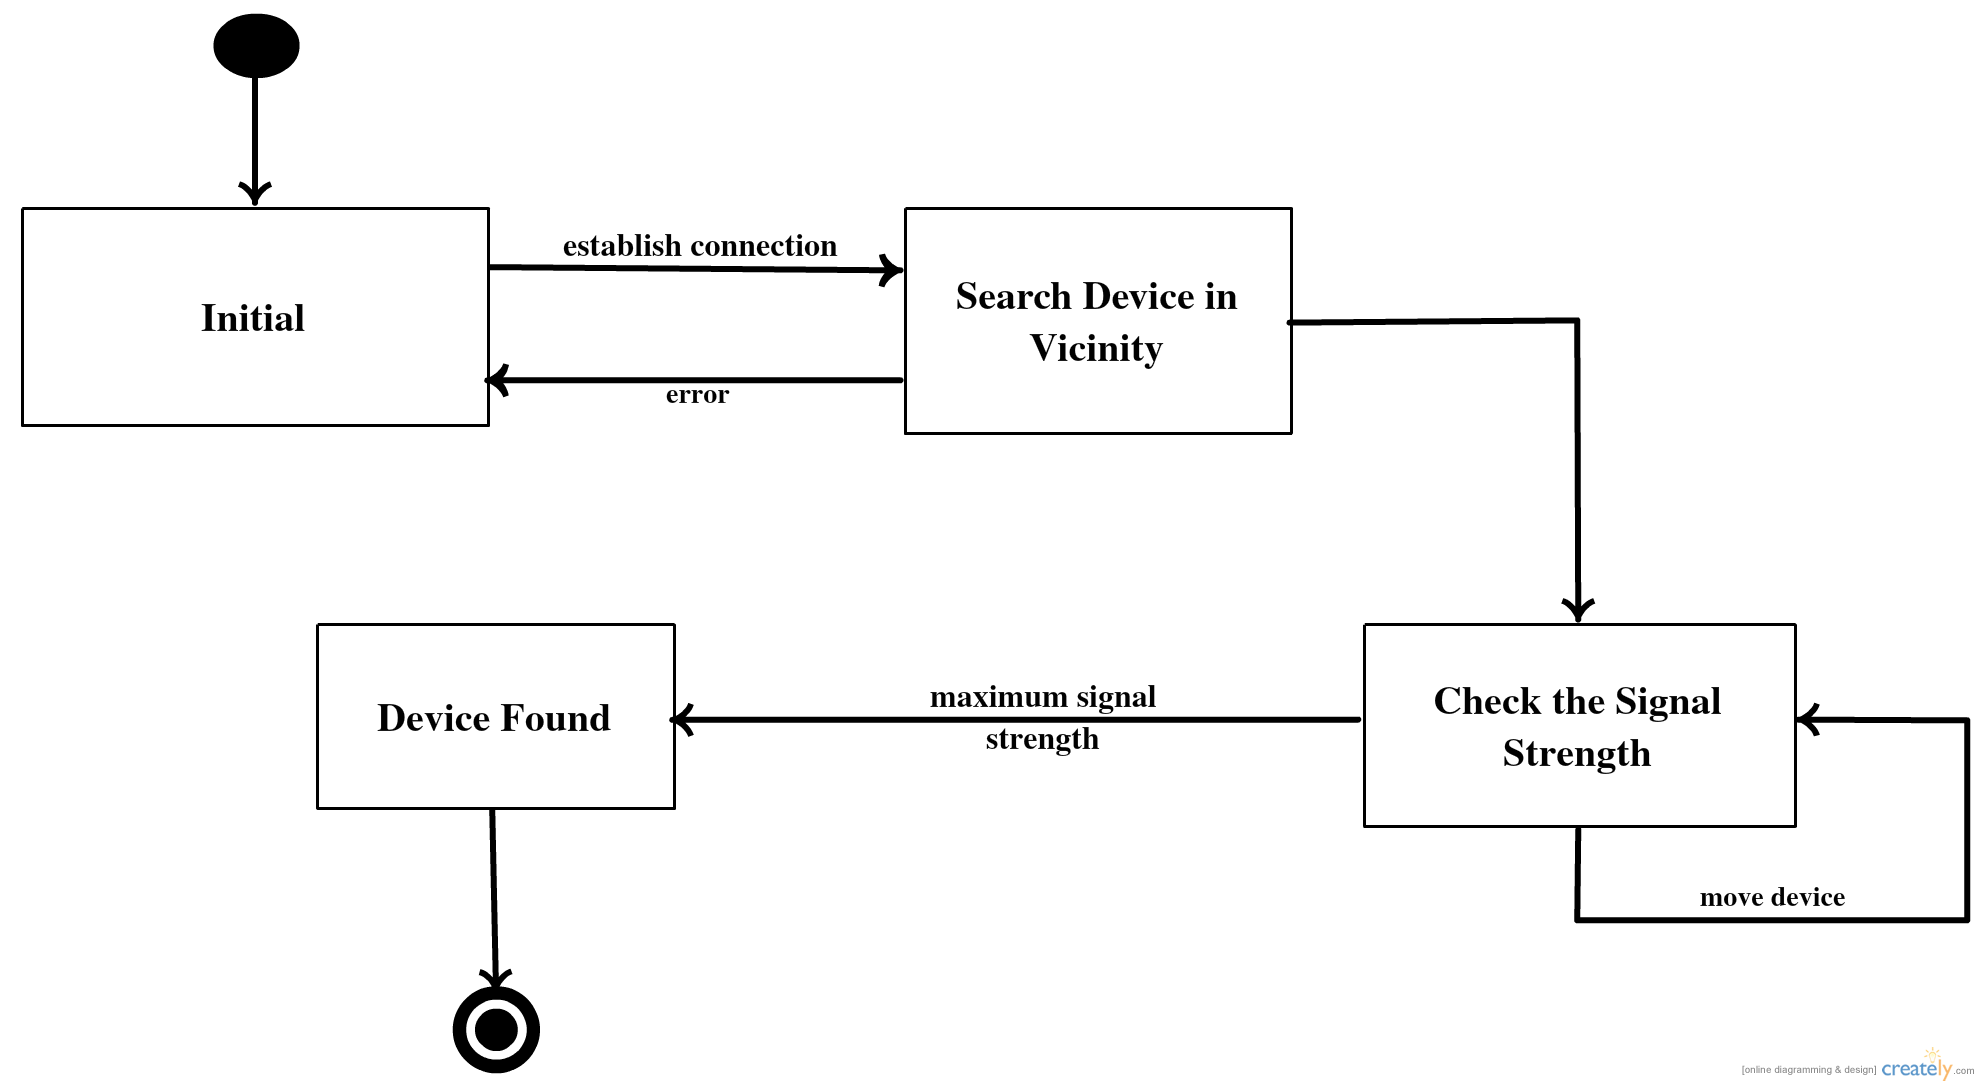 establish connection
Initial
Search Device in
Vicinity
error
Device Found
maximum signal
strength
Check the Signal
Strength
move device
[online diagramming & design] creately.com